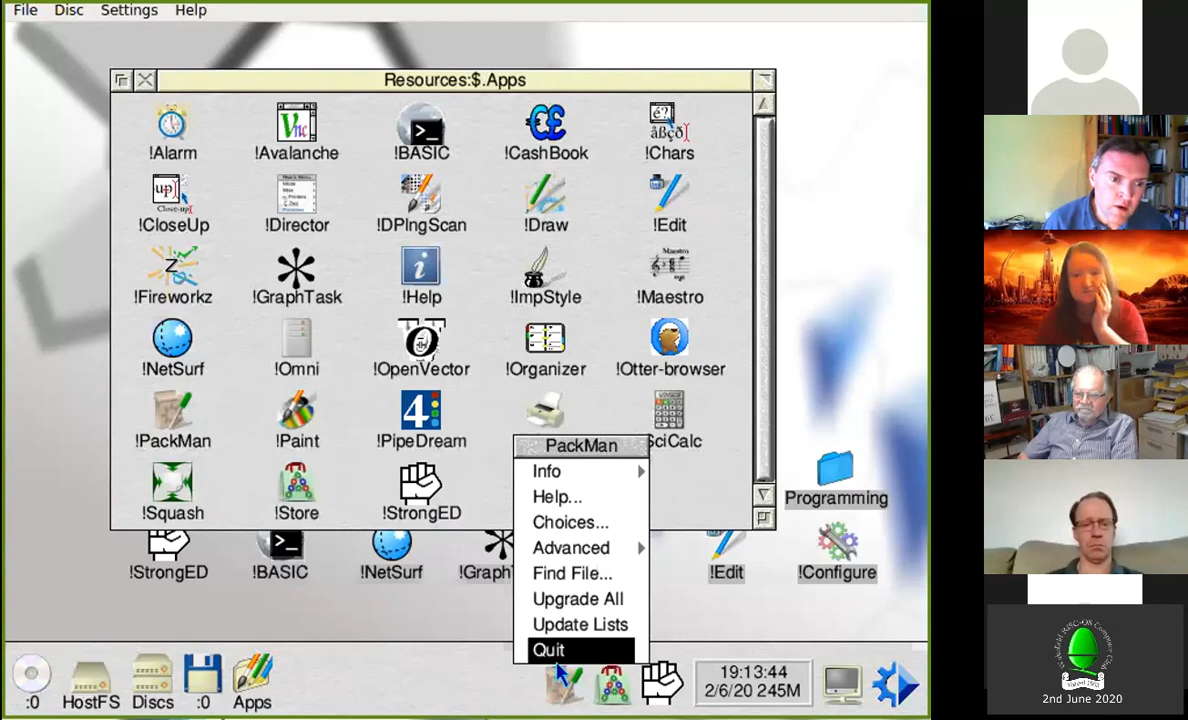 File Disc Settings Help
Resources:$.Apps
!Alarm !Avalanche !BASIC !CashBook !Chars
!CloseUp !Director !DPlngScan !Draw !Edit
!Fireworkz !GraphTask !Help !ImpStyle !Maestro
!NetSurf !Omni !OpenVector !Organizer !Otter-browser
!PackMan !Paint !PipeDream SciCalc
!Squash !Store !StrongED
PackMan
Info
Help...
Choices...
Advanced
Find File...
Upgrade All
Update Lists
Quit
Programming
!StrongED !BASIC !NetSurf !Graph !Edit !Configure
:0 HostFS Discs :0 Apps
19:13:44
2/6/20 245M
2nd June 2020